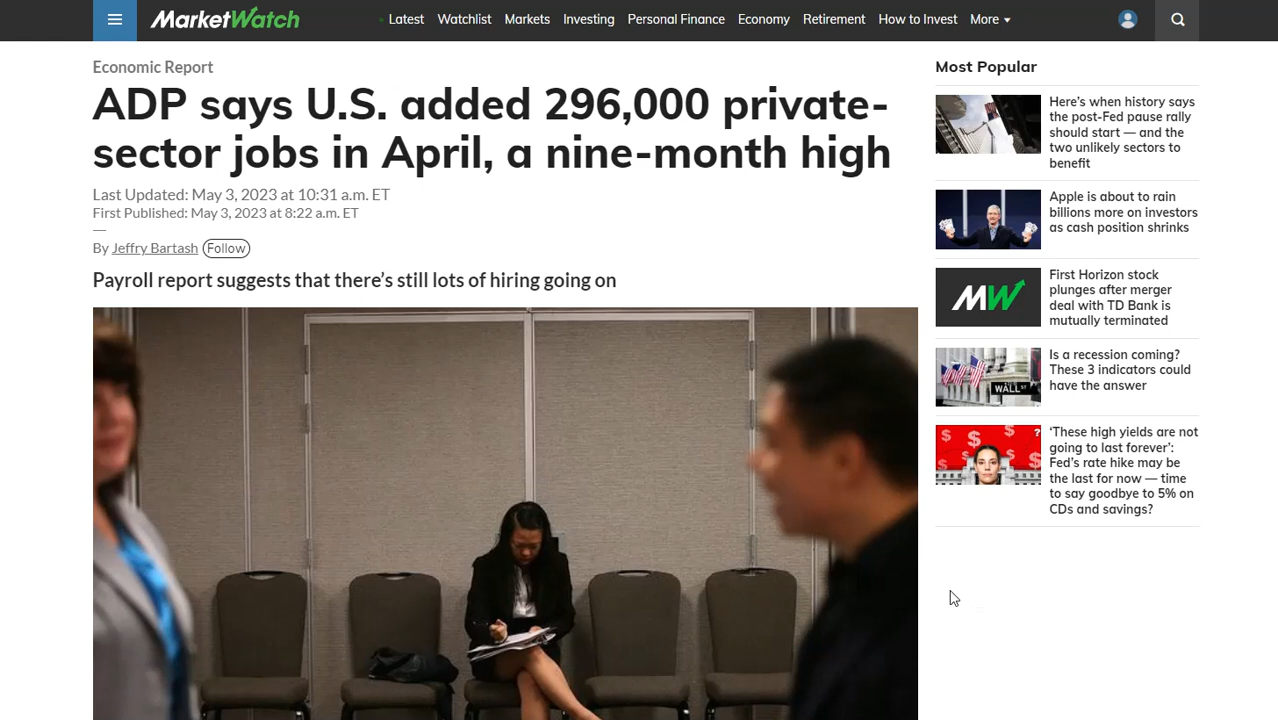 MarketWatch
Latest Watchlist Markets Investing Personal Finance Economy Retirement How to Invest More
Economic Report
ADP says U.S. added 296,000 private-
sector jobs in April, a nine-month high
Last Updated: May 3, 2023 at 10:31 a.m. ET
First Published: May 3, 2023 at 8:22 a.m. ET
By Jeffry Bartash Follow
Payroll report suggests that there’s still lots of hiring going on
Most Popular
Here’s when history says
the post-Fed pause rally
should start — and the
two unlikely sectors to
benefit
Apple is about to rain
billions more on investors
as cash position shrinks
MW
First Horizon stock
plunges after merger
deal with TD Bank is
mutually terminated
WALL ST
Is a recession coming?
These 3 indicators could
have the answer
$ $ $ ?
$ $ $
‘These high yields are not
going to last forever’:
Fed’s rate hike may be
the last for now — time
to say goodbye to 5% on
CDs and savings?